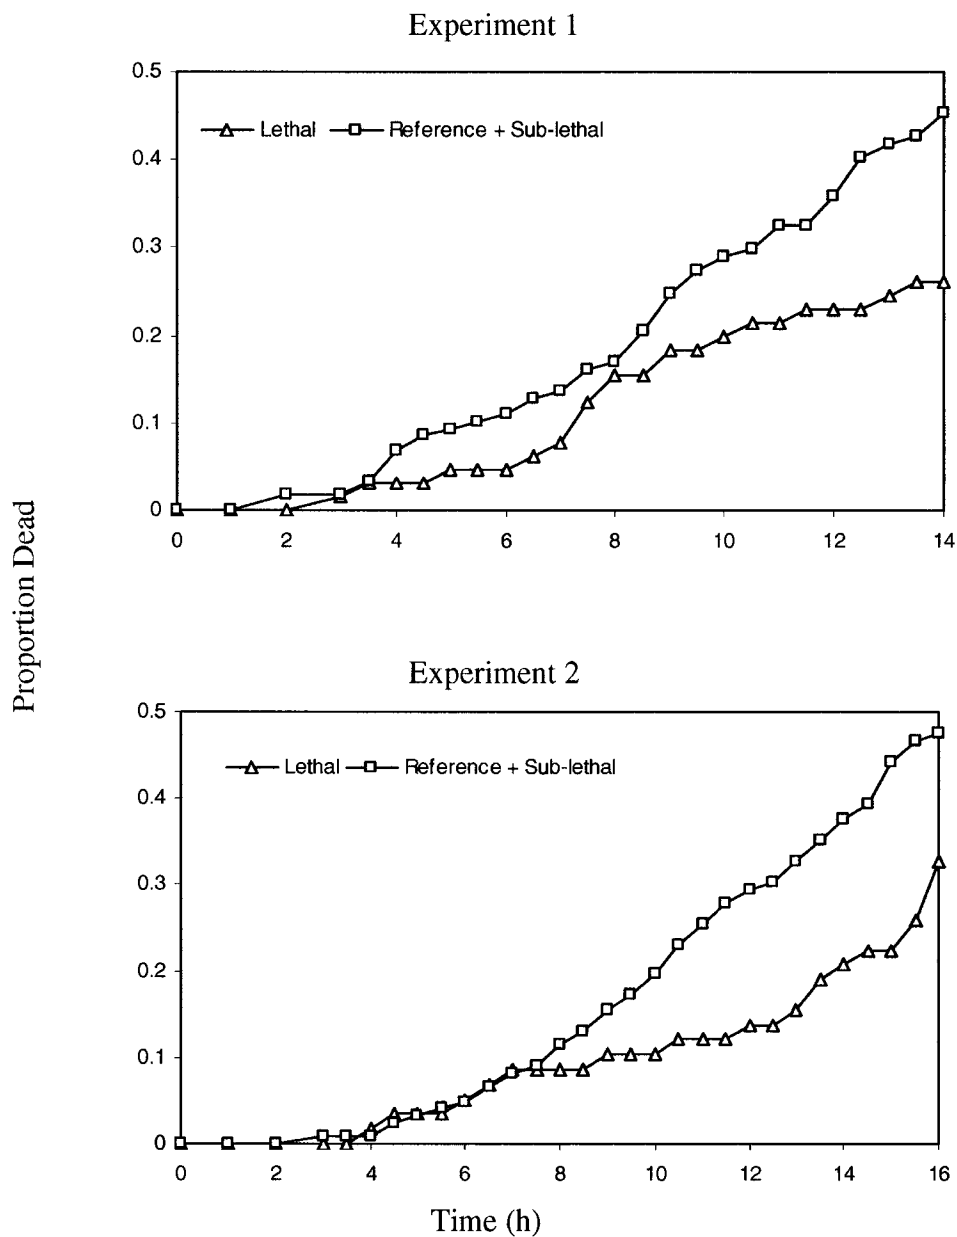 Experiment 1
0.5
Lethal Reference + Sub-lethal
0.4
0.3
0.2
0.1
0
0 2 4 6 8 10 12 14
Proportion Dead
Experiment 2
0.5
Lethal Reference + Sub-lethal
0.4
0.3
0.2
0.1
0
0 2 4 6 8 10 12 14 16
Time (h)